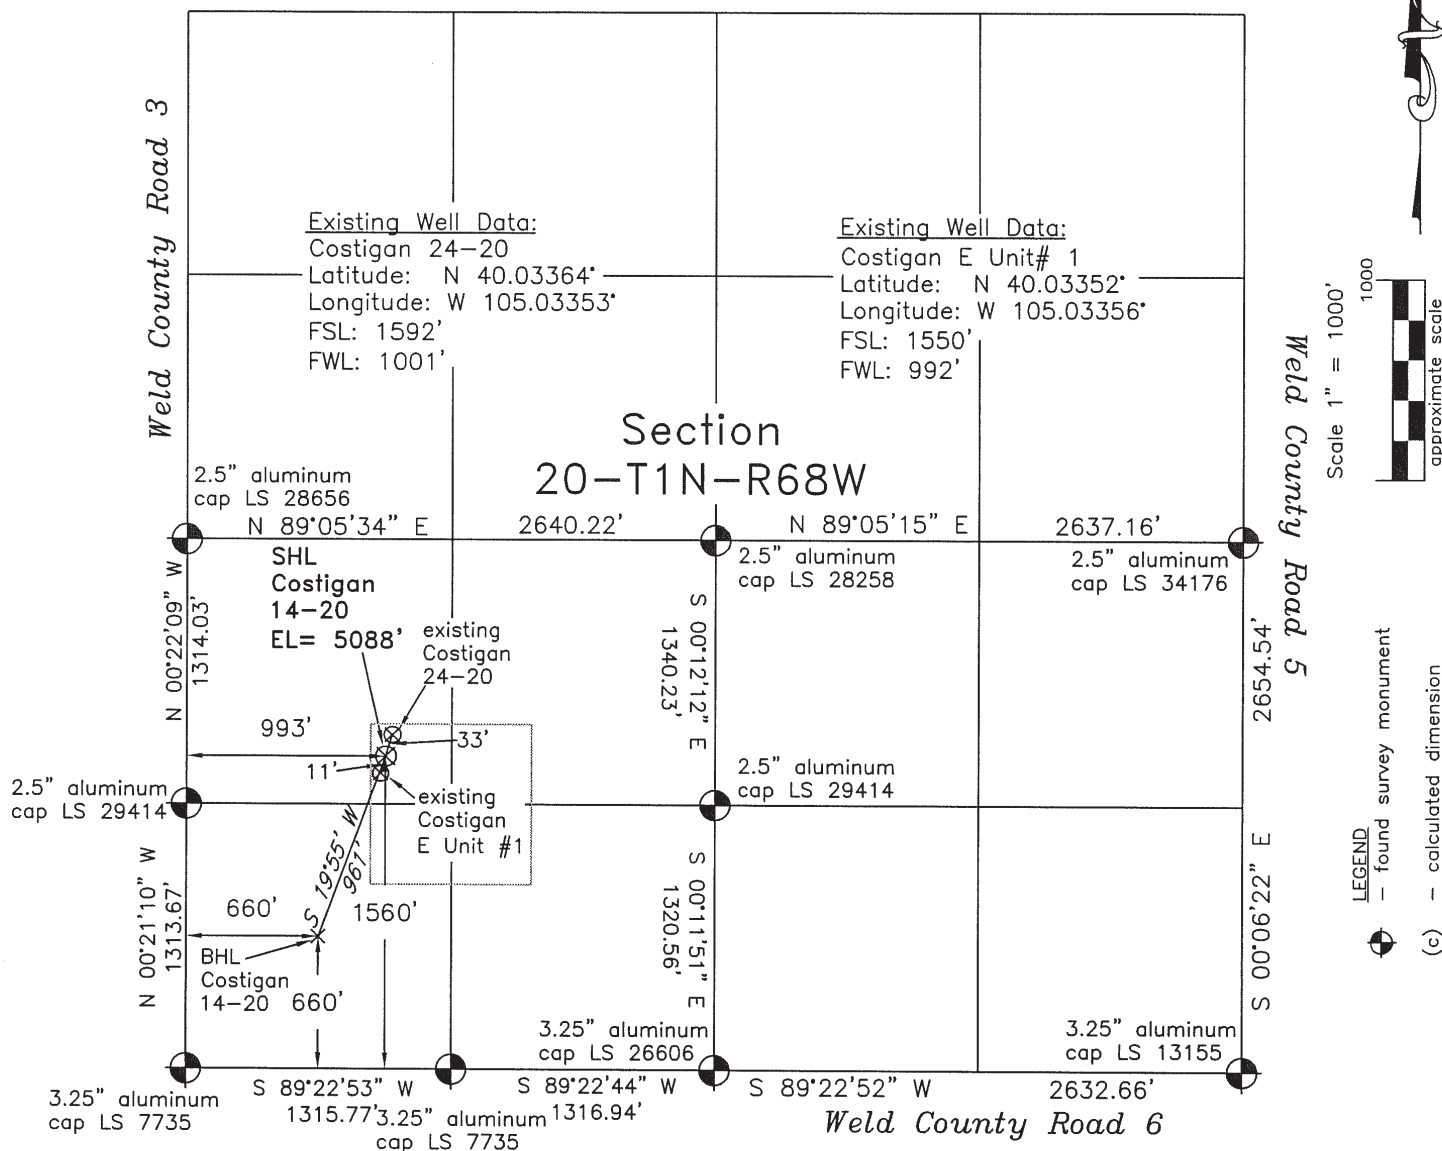 Weld County Road 3
Existing Well Data:
Costigan 24-20
Latitude: N 40.03364°
Longitude: W 105.03353°
FSL: 1592'
FWL: 1001'
Existing Well Data:
Costigan E Unit# 1
Latitude: N 40.03352°
Longitude: W 105.03356°
FSL: 1550'
FWL: 992'
Scale 1" = 1000'
1000
approximate scale
Weld County Road 5
Section
20-T1N-R68W
2.5" aluminum
cap LS 28656
N 89°05'34" E 2640.22'
N 89°05'15" E 2637.16'
2.5" aluminum
cap LS 28258
2.5" aluminum
cap LS 34176
SHL
Costigan
14-20
EL= 5088'
existing
Costigan
24-20
N 00°22'09" W
1314.03'
S 00°12'12" E
1340.23'
2654.54'
993'
33'
11'
2.5" aluminum
cap LS 29414
existing
Costigan
E Unit #1
2.5" aluminum
cap LS 29414
S 19°55' W
961'
N 00°21'10" W
1313.67'
660'
1560'
S 00°11'51" E
1320.56'
S 00°06'22" E
BHL
Costigan
14-20
660'
LEGEND
- found survey monument
(c) - calculated dimension
3.25" aluminum
cap LS 26606
3.25" aluminum
cap LS 13155
3.25" aluminum
cap LS 7735
S 89°22'53" W
1315.77'
3.25" aluminum
cap LS 7735
S 89°22'44" W
1316.94'
S 89°22'52" W 2632.66'
Weld County Road 6